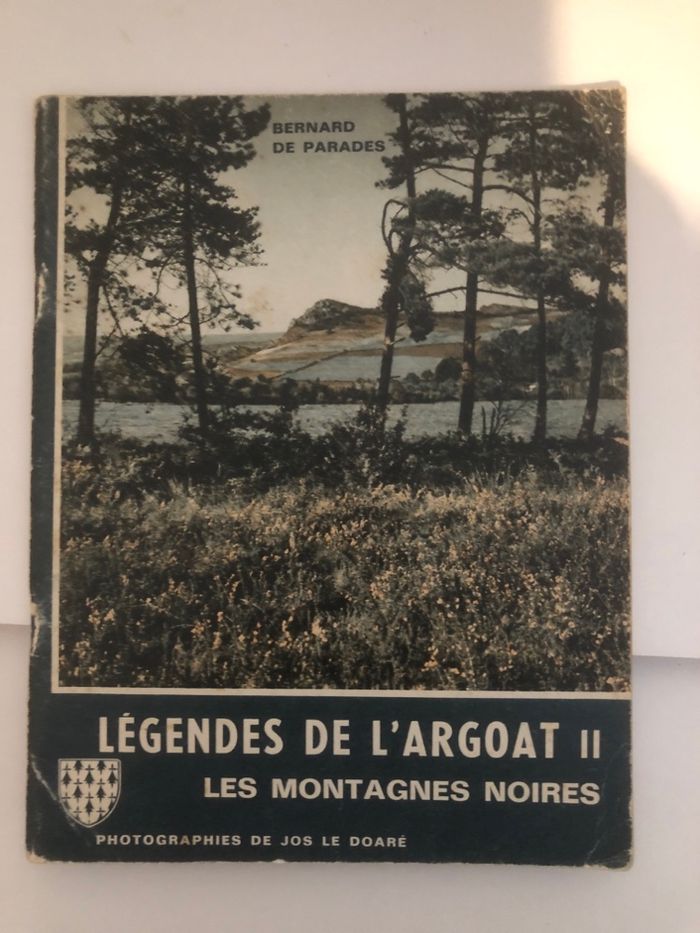 BERNARD
DE PARADES
LÉGENDES DE L'ARGOAT II
LES MONTAGNES NOIRES
PHOTOGRAPHIES DE JOS LE DOARÉ